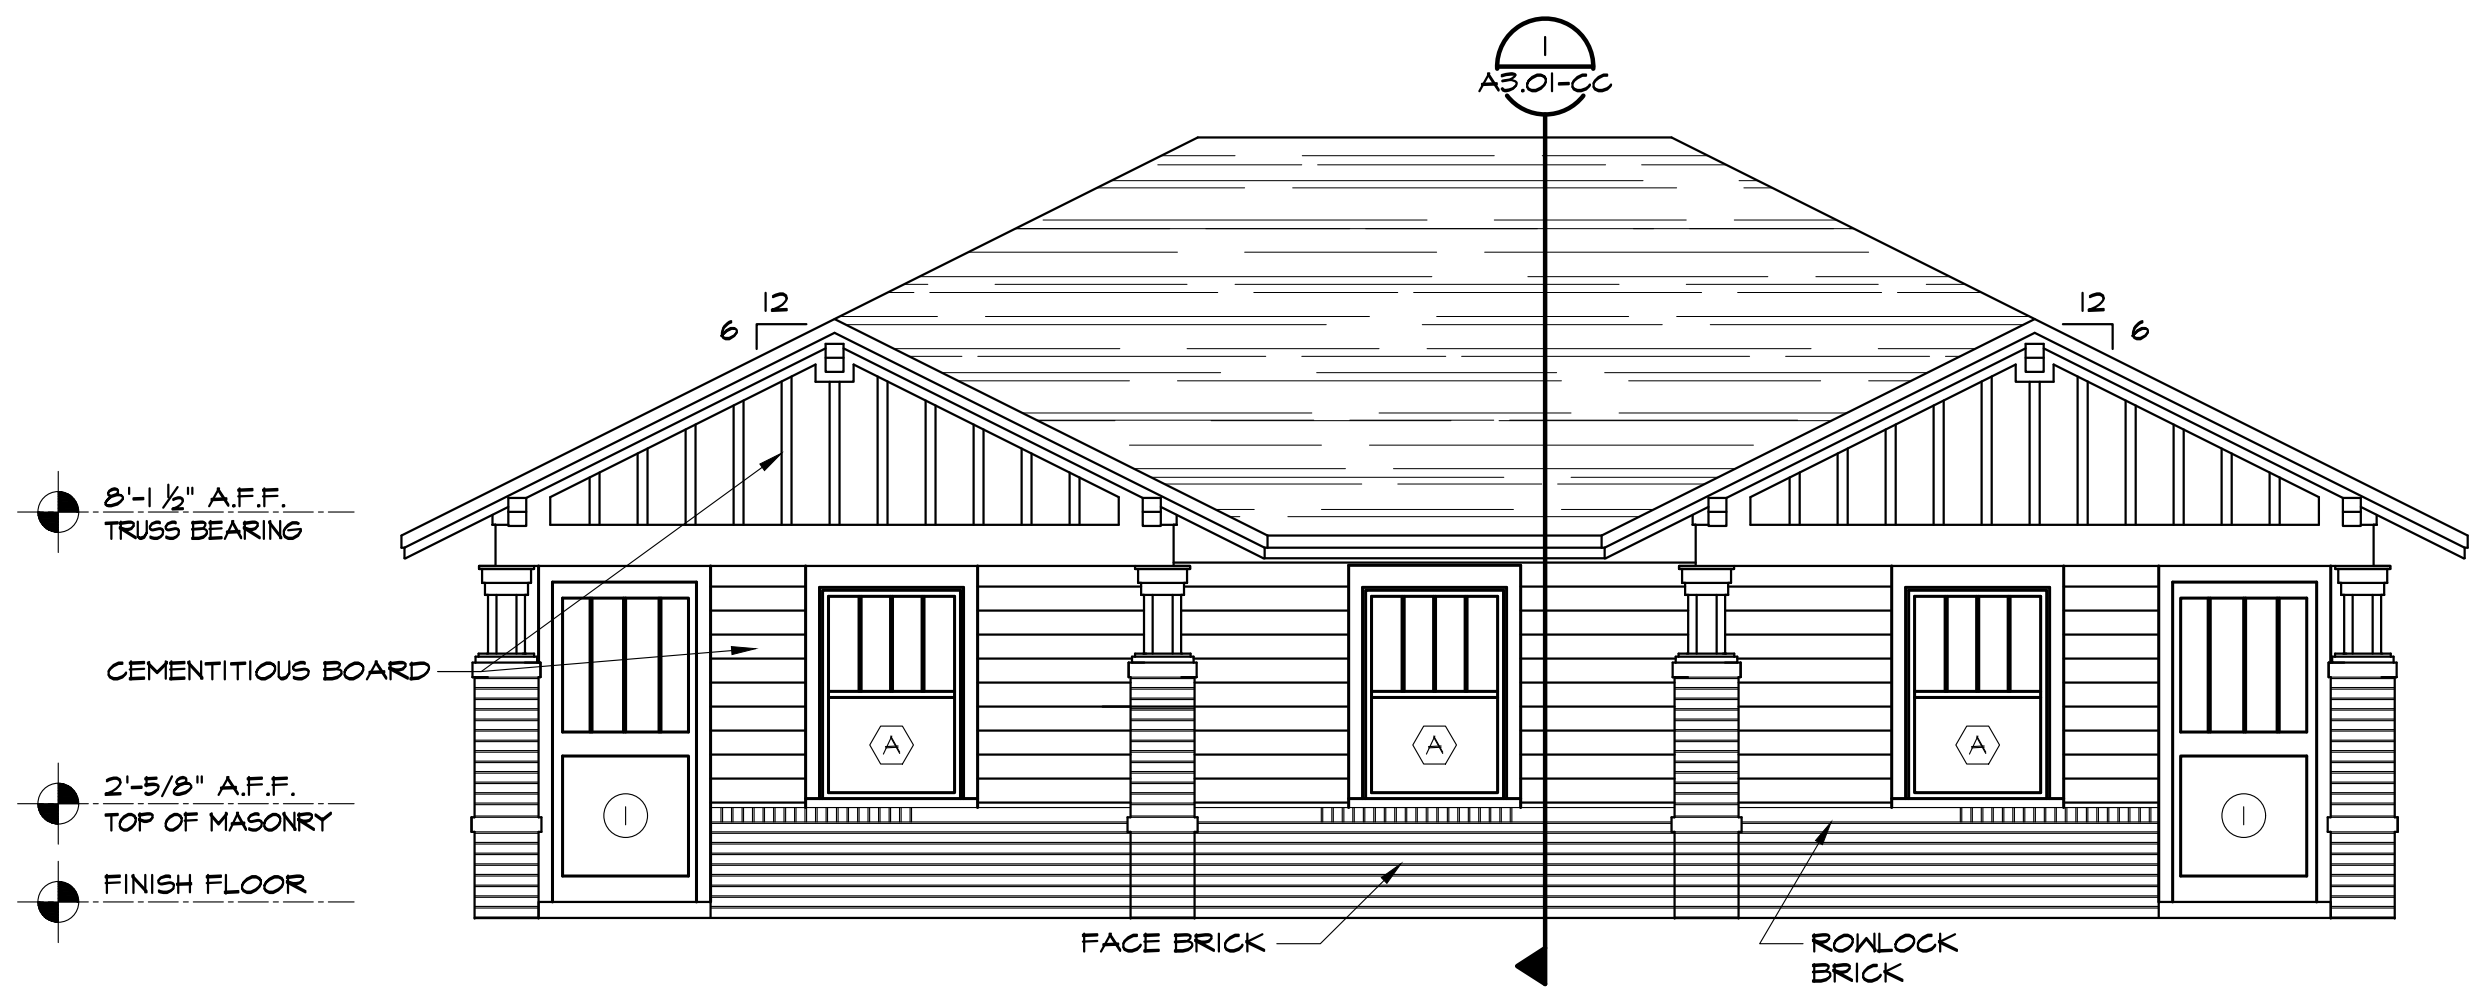 1
A3.01-CC
12
6
12
6
8'-1 ½" A.F.F.
TRUSS BEARING
CEMENTITIOUS BOARD
A
A
A
2'-5/8" A.F.F.
TOP OF MASONRY
1
1
FINISH FLOOR
FACE BRICK
ROWLOCK
BRICK